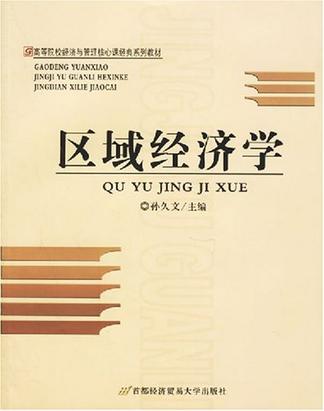 高等院校经济与管理核心课经典系列教材
GAODENG YUANXIAO
JINGJI YU GUANLI HEXINKE
JINGDIAN XILIE JIAOCAI
区域经济学
QU YU JING JI XUE
◎孙久文/主编
首都经济贸易大学出版社